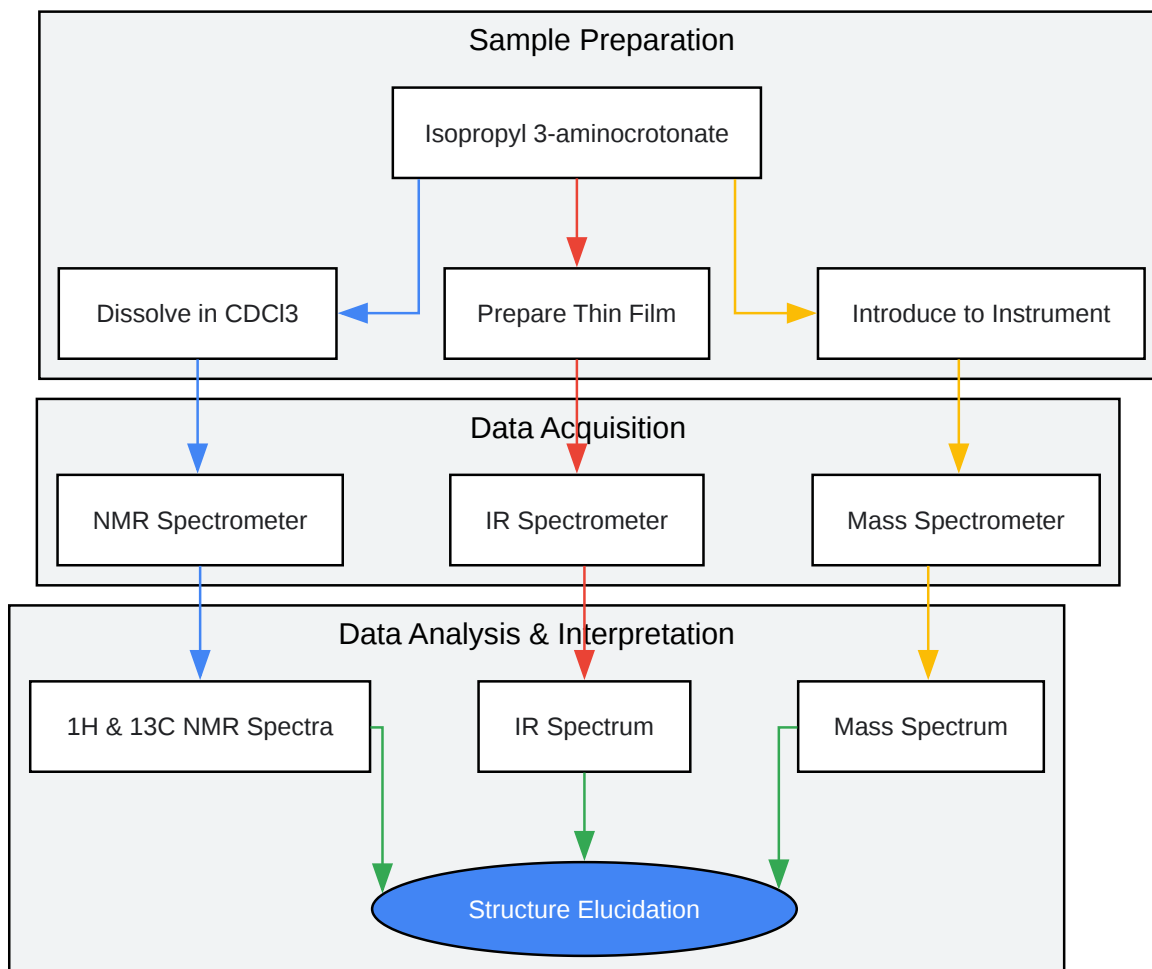 Sample Preparation
Isopropyl 3-aminocrotonate
Dissolve in CDCl3
Prepare Thin Film
Introduce to Instrument
Data Acquisition
NMR Spectrometer
IR Spectrometer
Mass Spectrometer
Data Analysis & Interpretation
1H & 13C NMR Spectra
IR Spectrum
Mass Spectrum
Structure Elucidation